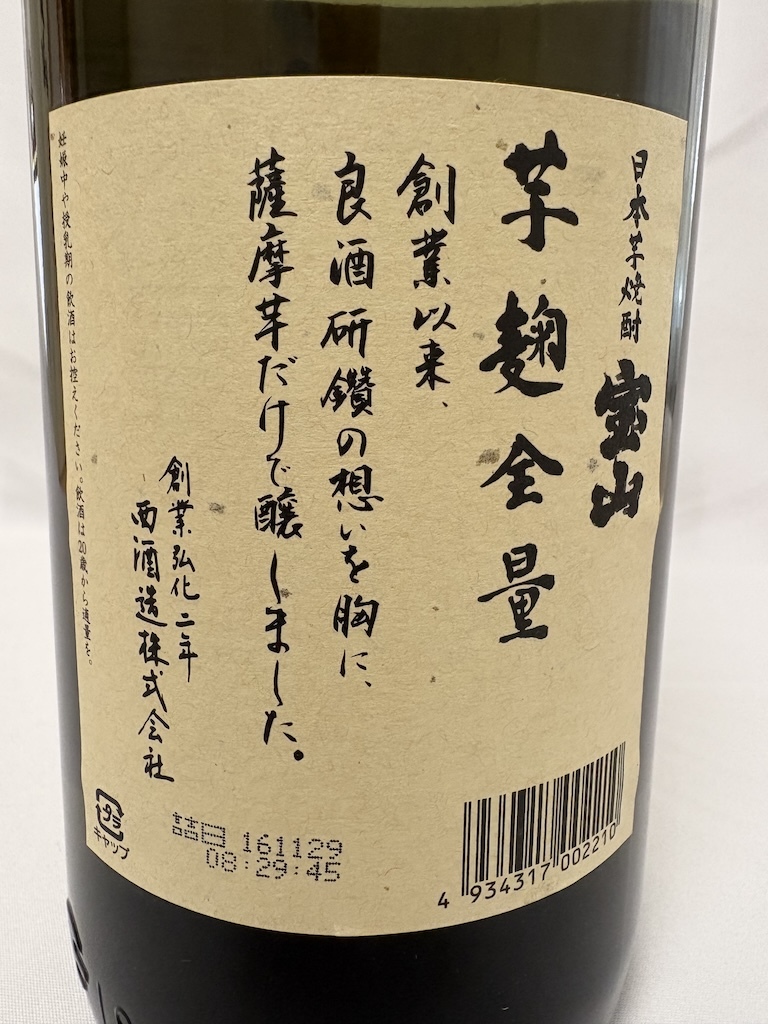 日本芋焼酎
宝山
芋麹全量
創業以来、
良酒研鑽の想いを胸に、
薩摩芋だけで醸しました。
創業弘化二年
西酒造株式会社
妊娠中や授乳期の飲酒はお控えください。飲酒は20歳から適量を。
プラ
キャップ
詰日 161129
08:29:45
4 934317 002210